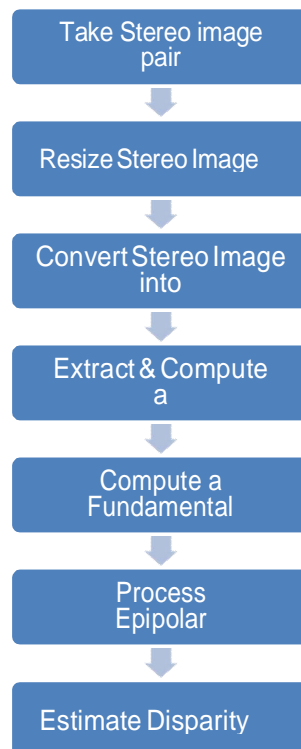 Take Stereo image
pair
Resize Stereo Image
Convert Stereo Image
into
Extract & Compute
a
Compute a
Fundamental
Process
Epipolar
Estimate Disparity